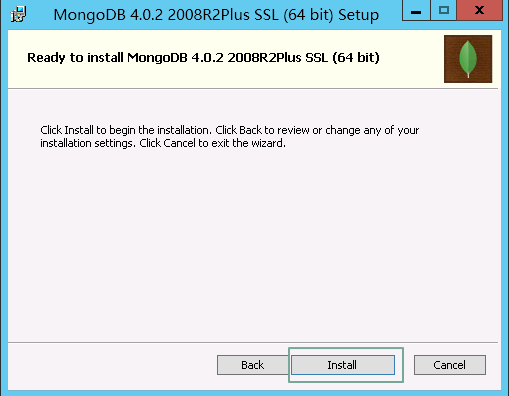 MongoDB 4.0.2 2008R2Plus SSL (64 bit) Setup
Ready to install MongoDB 4.0.2 2008R2Plus SSL (64 bit)
Click Install to begin the installation. Click Back to review or change any of your
installation settings. Click Cancel to exit the wizard.
Back
Install
Cancel